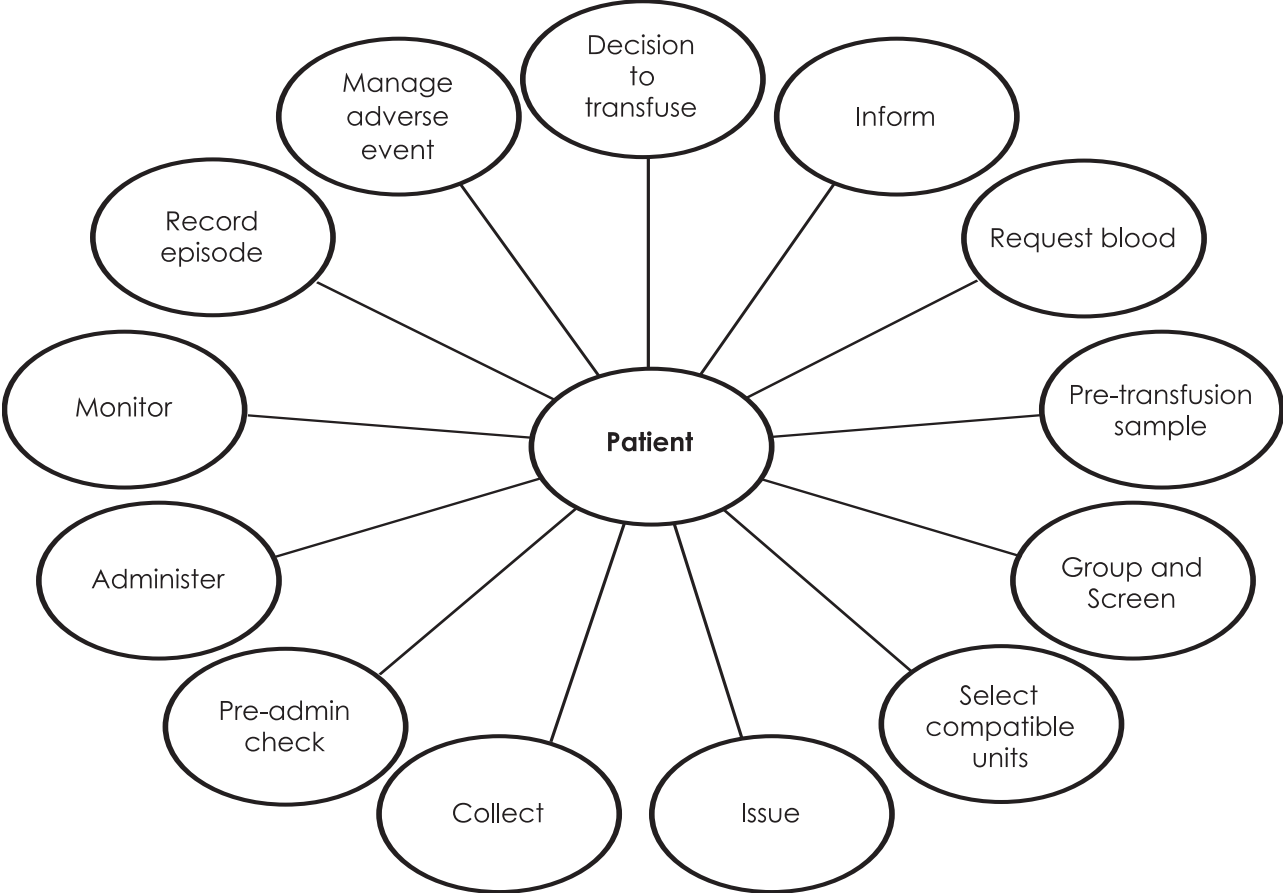 Decision
to
transfuse
Inform
Request blood
Pre-transfusion
sample
Group and
Screen
Select
compatible
units
Issue
Collect
Pre-admin
check
Administer
Monitor
Record
episode
Manage
adverse
event
Patient